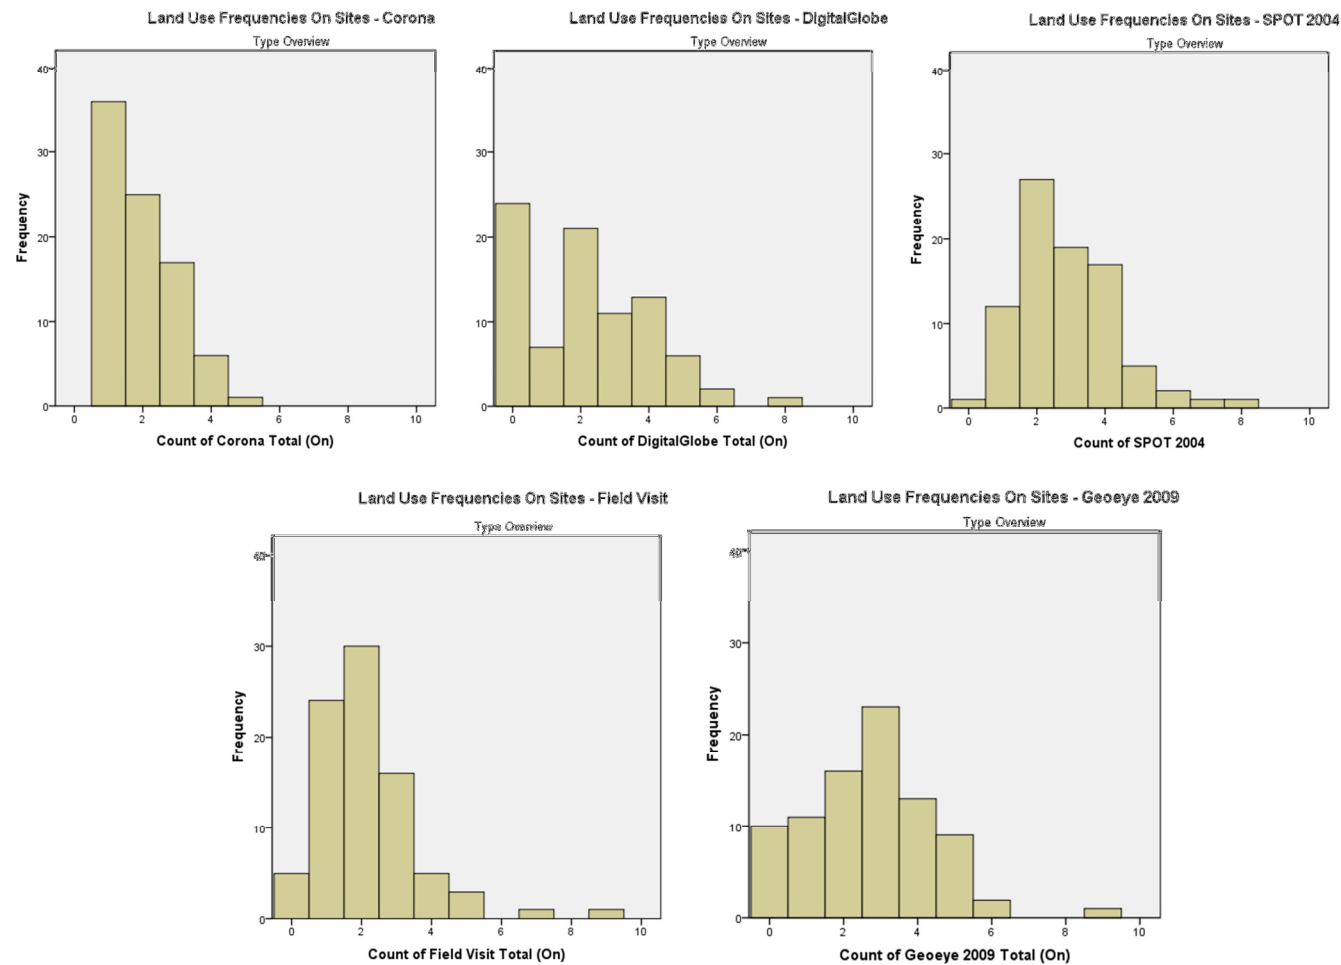 Land Use Frequencies On Sites - Corona
Type Overview
40
30
20
10
0
Frequency
0 2 4 6 8 10
Count of Corona Total (On)
Land Use Frequencies On Sites - DigitalGlobe
Type Overview
40
30
20
10
0
Frequency
0 2 4 6 8 10
Count of DigitalGlobe Total (On)
Land Use Frequencies On Sites - SPOT 2004
Type Overview
40
30
20
10
0
Frequency
0 2 4 6 8 10
Count of SPOT 2004
Land Use Frequencies On Sites - Field Visit
Type Overview
40
30
20
10
0
Frequency
0 2 4 6 8 10
Count of Field Visit Total (On)
Land Use Frequencies On Sites - Geoeye 2009
Type Overview
40
30
20
10
0
Frequency
0 2 4 6 8 10
Count of Geoeye 2009 Total (On)